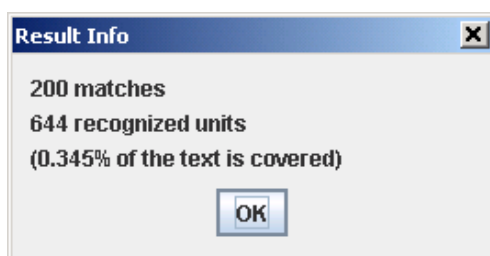 Result Info
200 matches
644 recognized units
(0.345% of the text is covered)
OK